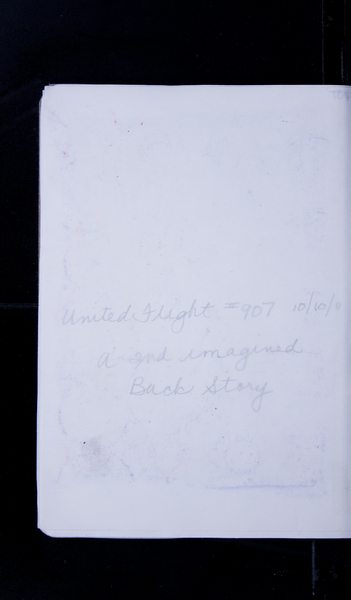 United Flight #907 10/10/0
a 2nd imagined
Back Story